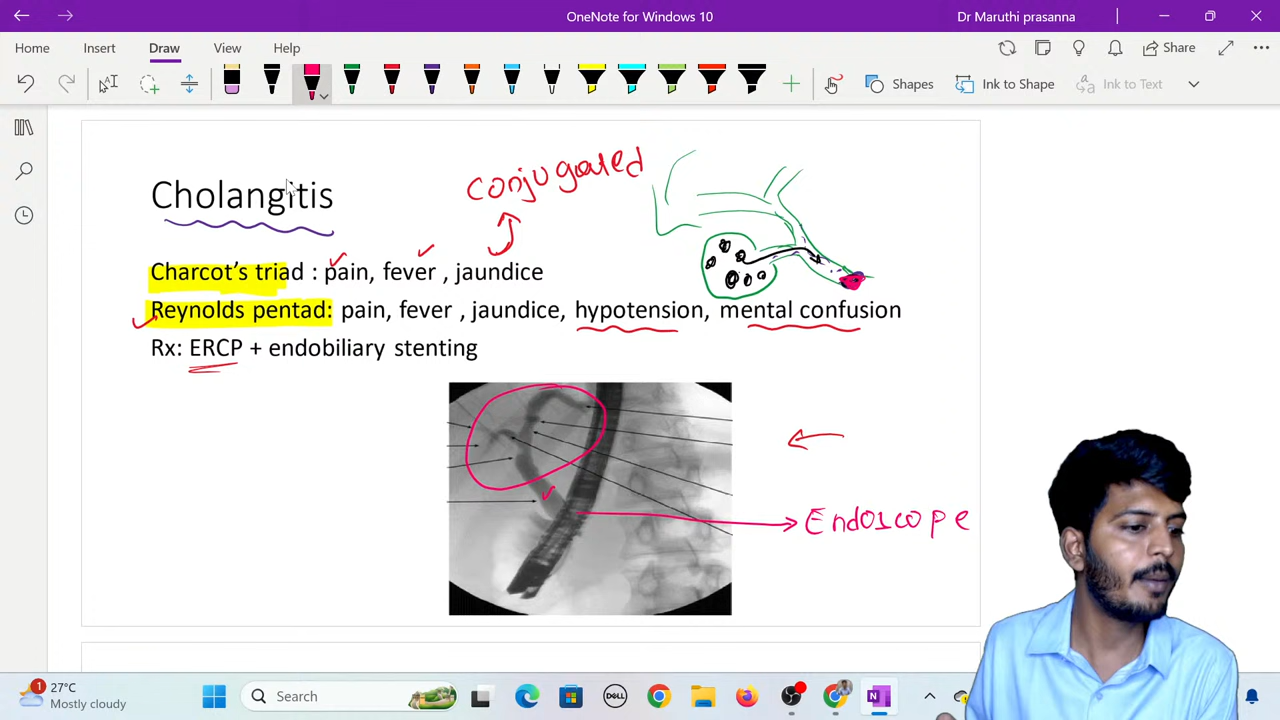 OneNote for Windows 10
Dr Maruthi prasanna
Home Insert Draw View Help
Share
Shapes
Ink to Shape
Ink to Text
conjugated
Cholangitis
Charcot's triad : pain, fever , jaundice
Reynolds pentad: pain, fever , jaundice, hypotension, mental confusion
Rx: ERCP + endobiliary stenting
Endoscope
1
27°C
Mostly cloudy
Search
DELL
N